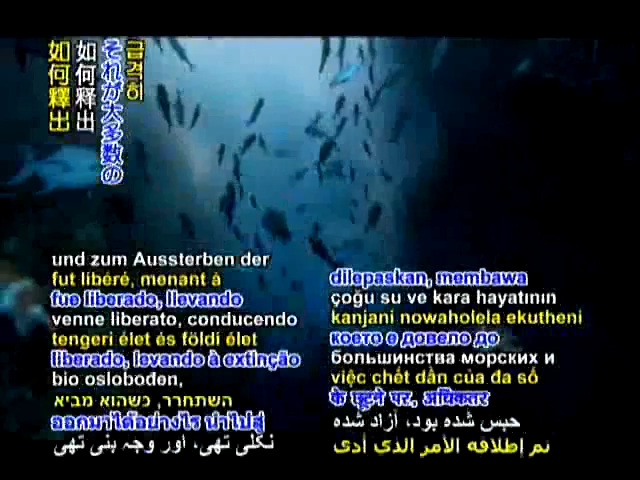 급격히
それが大多数の
如何释出
如何釋出
und zum Aussterben der
fut libéré, menant à
fue liberado, llevando
venne liberato, conducendo
tengeri élet és földi élet
liberado, levando à extinção
bio oslobođen,
השתחרר, כשהוא מביא
ออกมาได้อย่างไร นำไปสู่
نکلی تھی، اور وجہ بنی تھی
dilepaskan, membawa
çoğu su ve kara hayatının
kanjani nowaholela ekutheni
което е довело до
большинства морских и
việc chết dần của đa số
के छूटने पर, अधिकतर
حبس شده بود، آزاد شده
تم إطلاقه الأمر الذي أدى